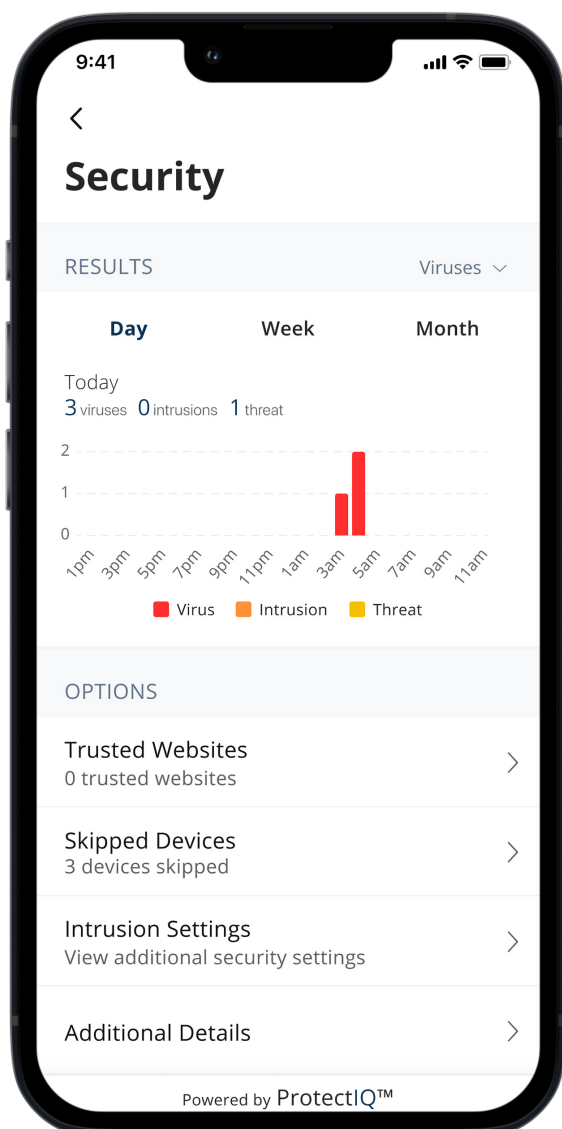 9:41
Security
RESULTS Viruses
Day Week Month
Today
3 viruses 0 intrusions 1 threat
2
1
0
1pm 3pm 5pm 7pm 9pm 11pm 1am 3am 5am 7am 9am 11am
Virus Intrusion Threat
OPTIONS
Trusted Websites
0 trusted websites
Skipped Devices
3 devices skipped
Intrusion Settings
View additional security settings
Additional Details
Powered by ProtectIQ™